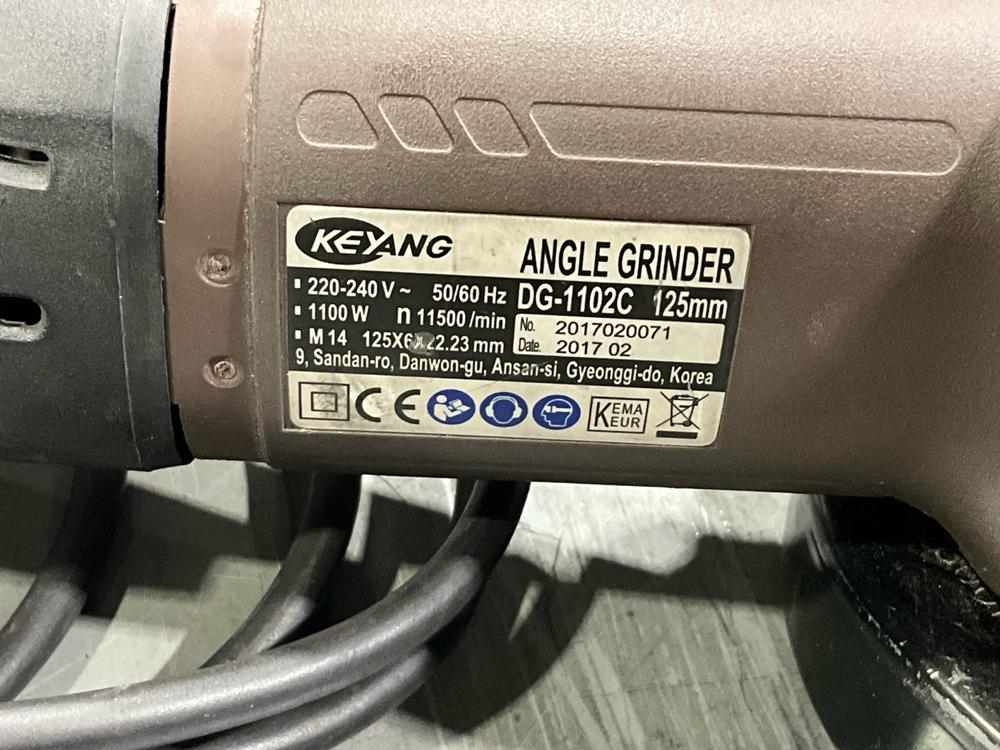 KEYANG
ANGLE GRINDER
220-240 V ~ 50/60 Hz
DG-1102C 125mm
1100 W n 11500 /min
No. 2017020071
M 14 125X6X22.23 mm
Date. 2017 02
9, Sandan-ro, Danwon-gu, Ansan-si, Gyeonggi-do, Korea
CE
KEMA
EUR